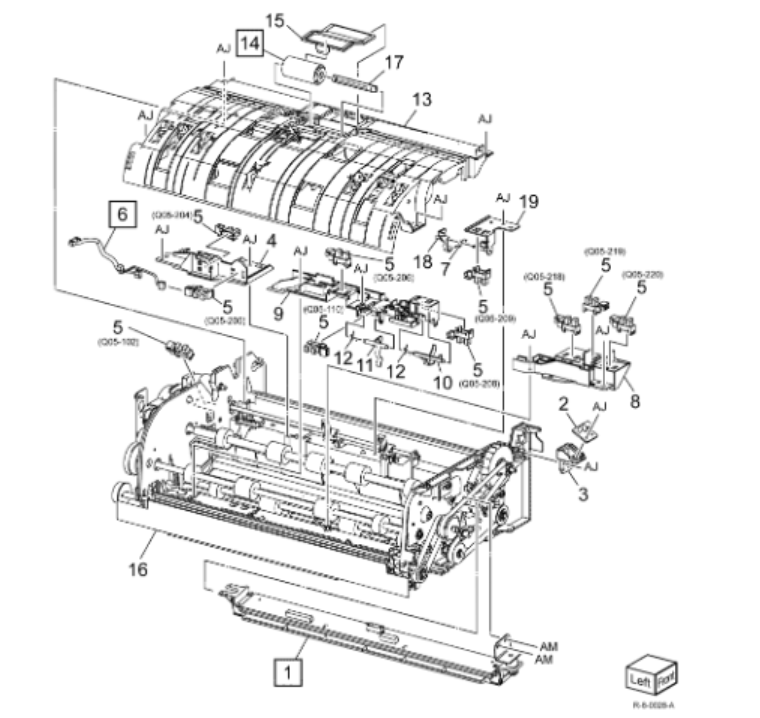 15
AJ
14
17
13
AJ
AJ
AJ
AJ
19
6
(Q05-204)
5
AJ
AJ
4
AJ
5
18
7
AJ
(Q05-206)
(Q05-219)
5
(Q05-218)
5
(Q05-220)
5
9
5
5
(Q05-110)
5
5
(Q05-209)
5
(Q05-102)
12
11
12
10
5
(Q05-208)
AJ
AJ
8
2
AJ
AJ
3
16
1
AM
AM
Left
Front
R-8-0028-A